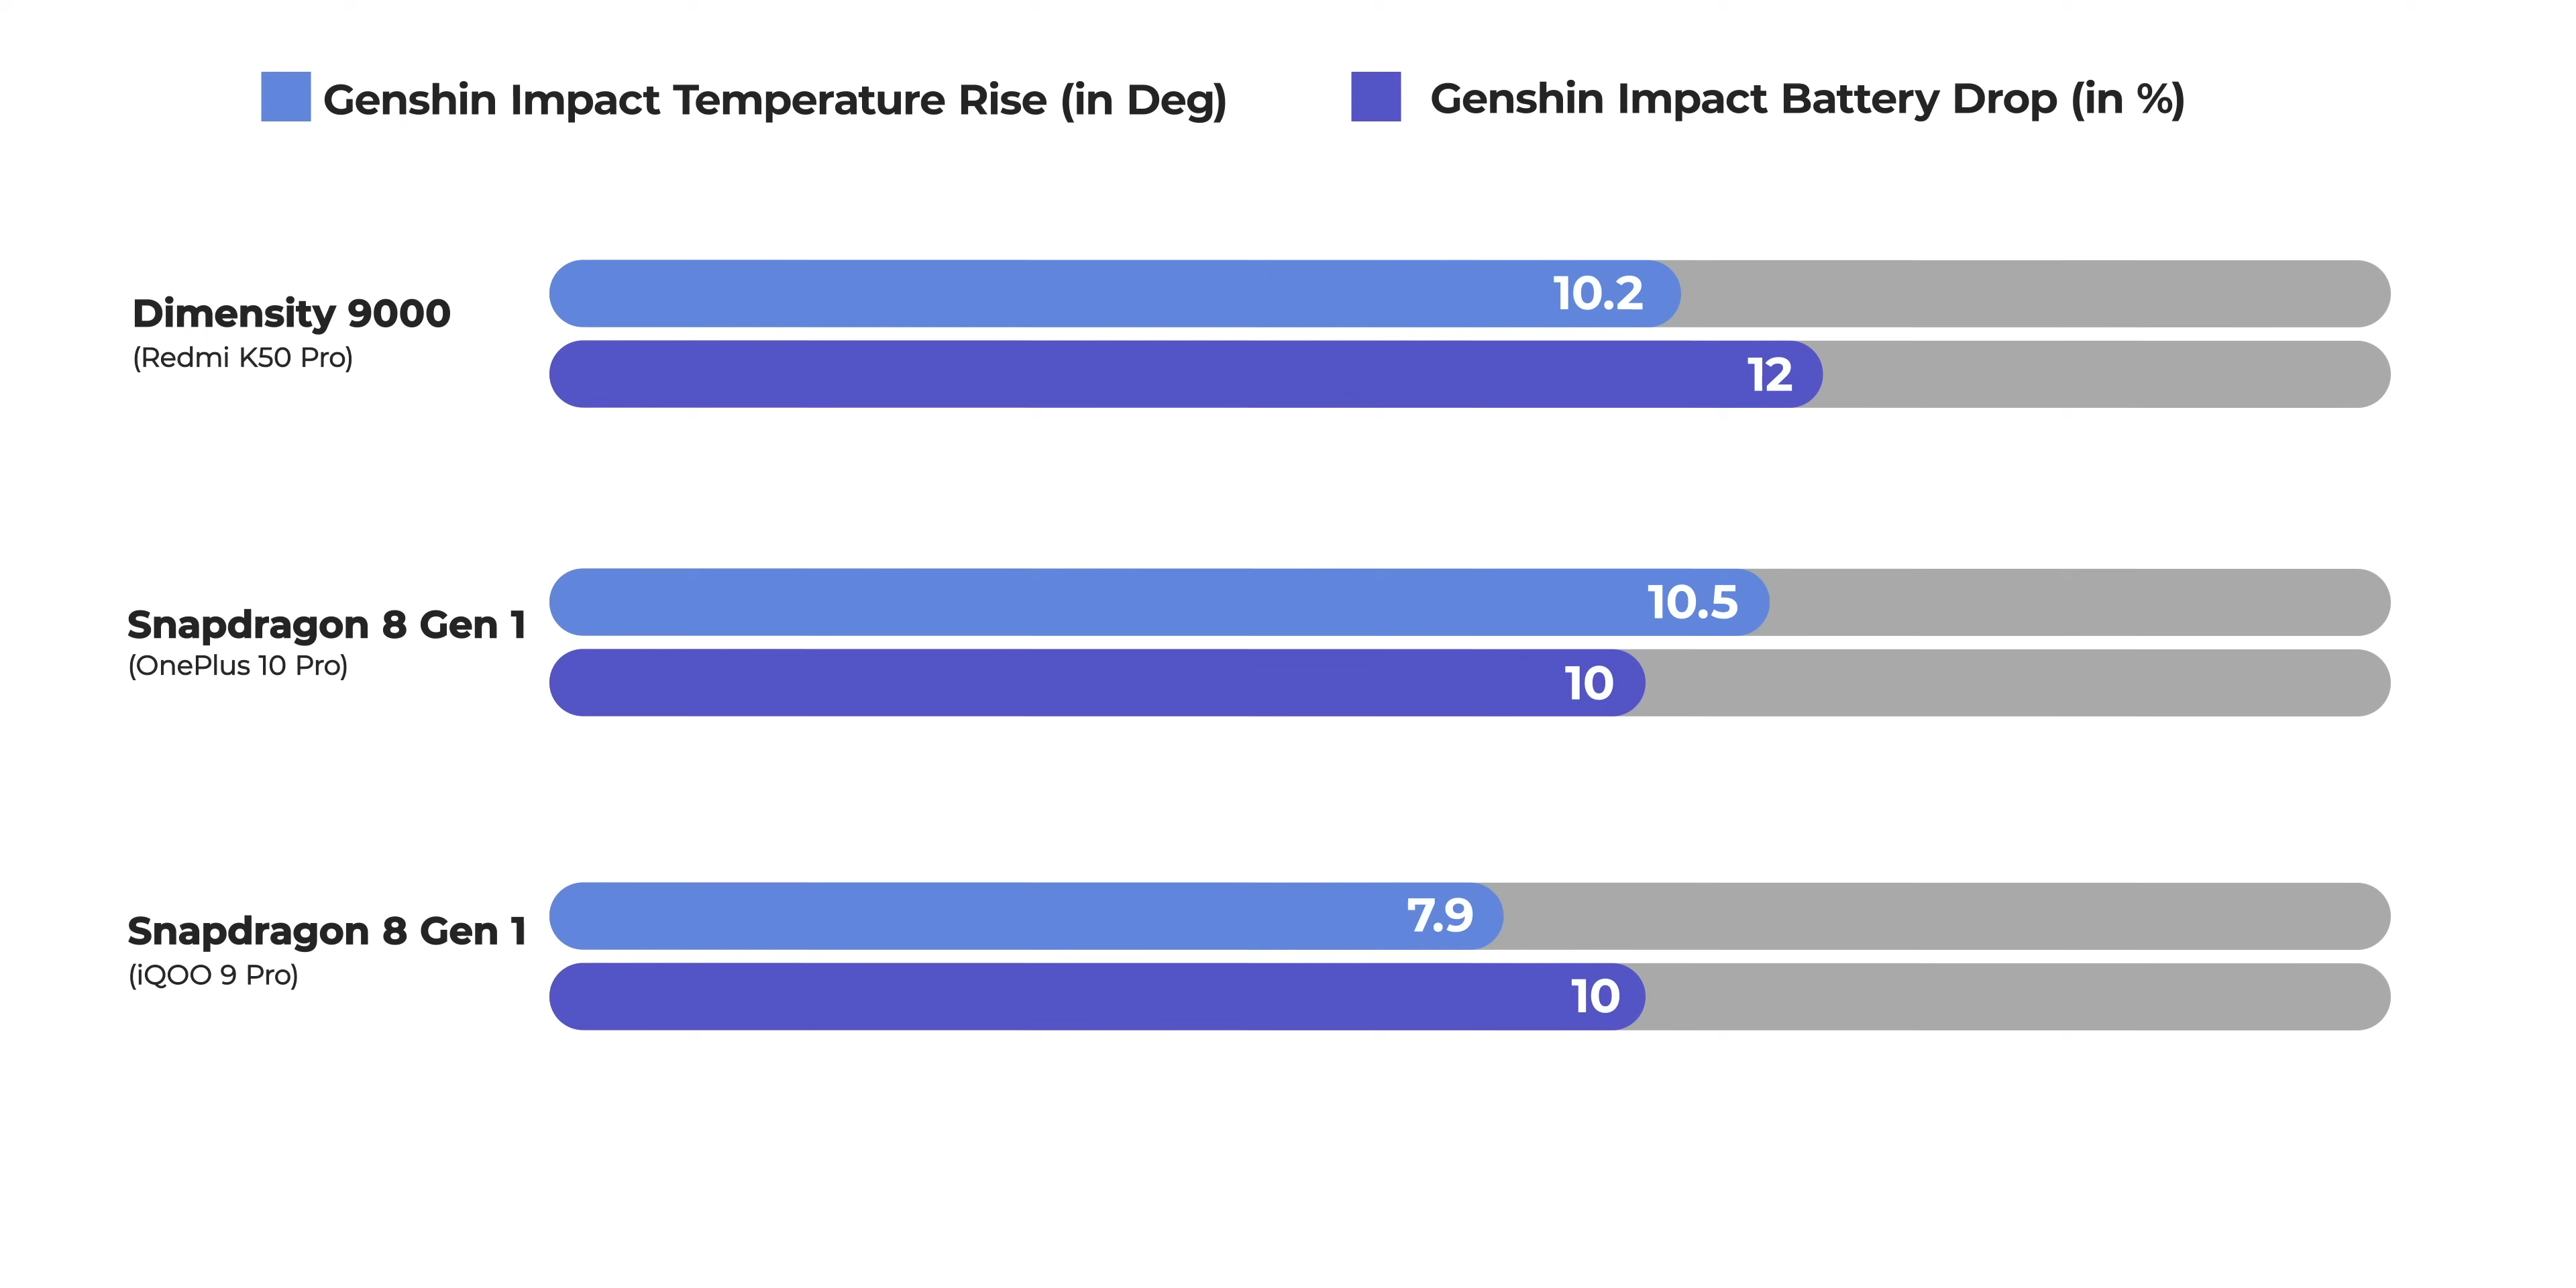 Genshin Impact Temperature Rise (in Deg)
Genshin Impact Battery Drop (in %)
Dimensity 9000
(Redmi K50 Pro)
10.2
12
Snapdragon 8 Gen 1
(OnePlus 10 Pro)
10.5
10
Snapdragon 8 Gen 1
(iQOO 9 Pro)
7.9
10